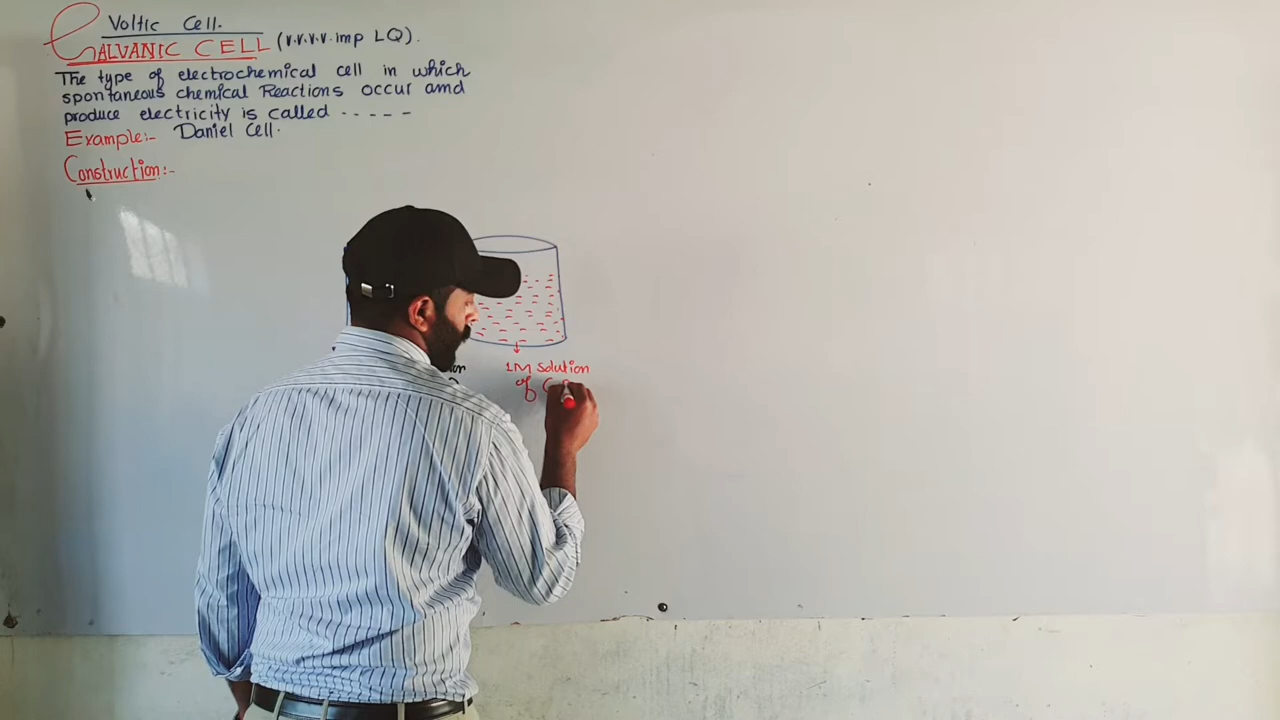 Voltic Cell.
GALVANIC CELL (v.v.v.v.imp LQ).
The type of electrochemical cell in which
spontaneous chemical Reactions occur and
produce electricity is called -----
Example:- Daniel Cell.
Construction:-
1M solution
of